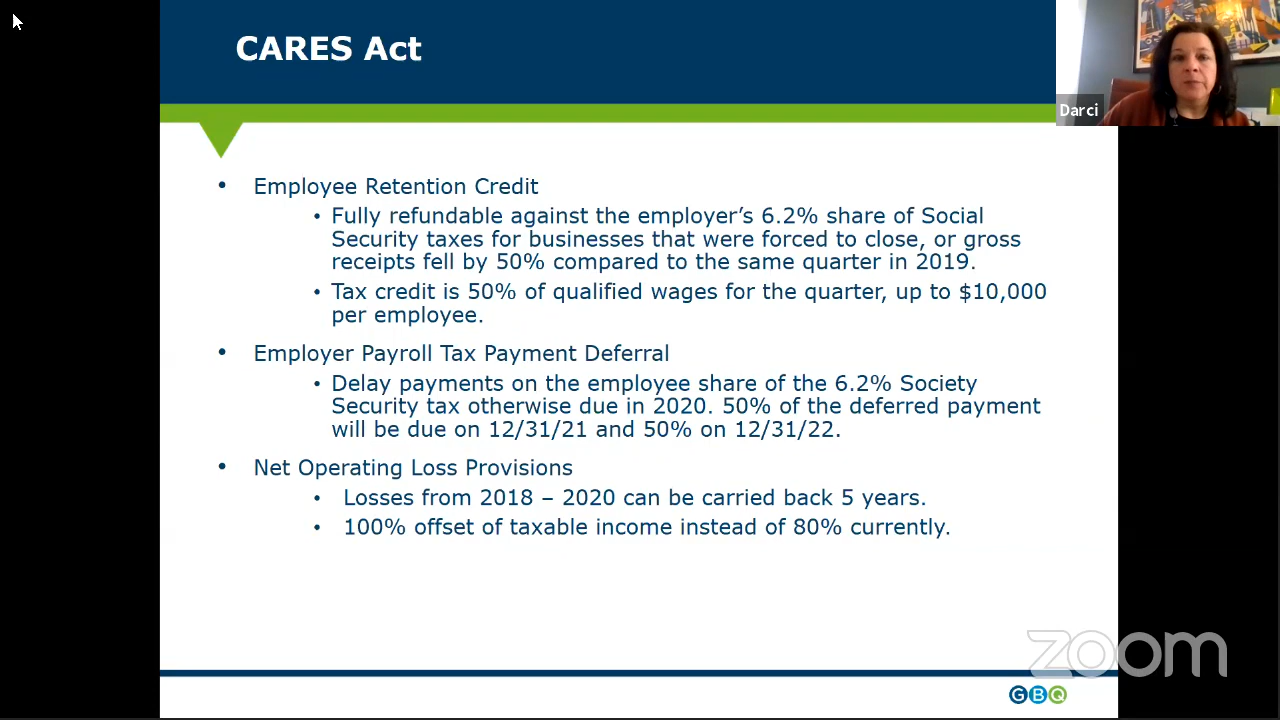 CARES Act
Darci
• Employee Retention Credit
• Fully refundable against the employer’s 6.2% share of Social
Security taxes for businesses that were forced to close, or gross
receipts fell by 50% compared to the same quarter in 2019.
• Tax credit is 50% of qualified wages for the quarter, up to $10,000
per employee.
• Employer Payroll Tax Payment Deferral
• Delay payments on the employee share of the 6.2% Society
Security tax otherwise due in 2020. 50% of the deferred payment
will be due on 12/31/21 and 50% on 12/31/22.
• Net Operating Loss Provisions
• Losses from 2018 – 2020 can be carried back 5 years.
• 100% offset of taxable income instead of 80% currently.
zoom
GBQ